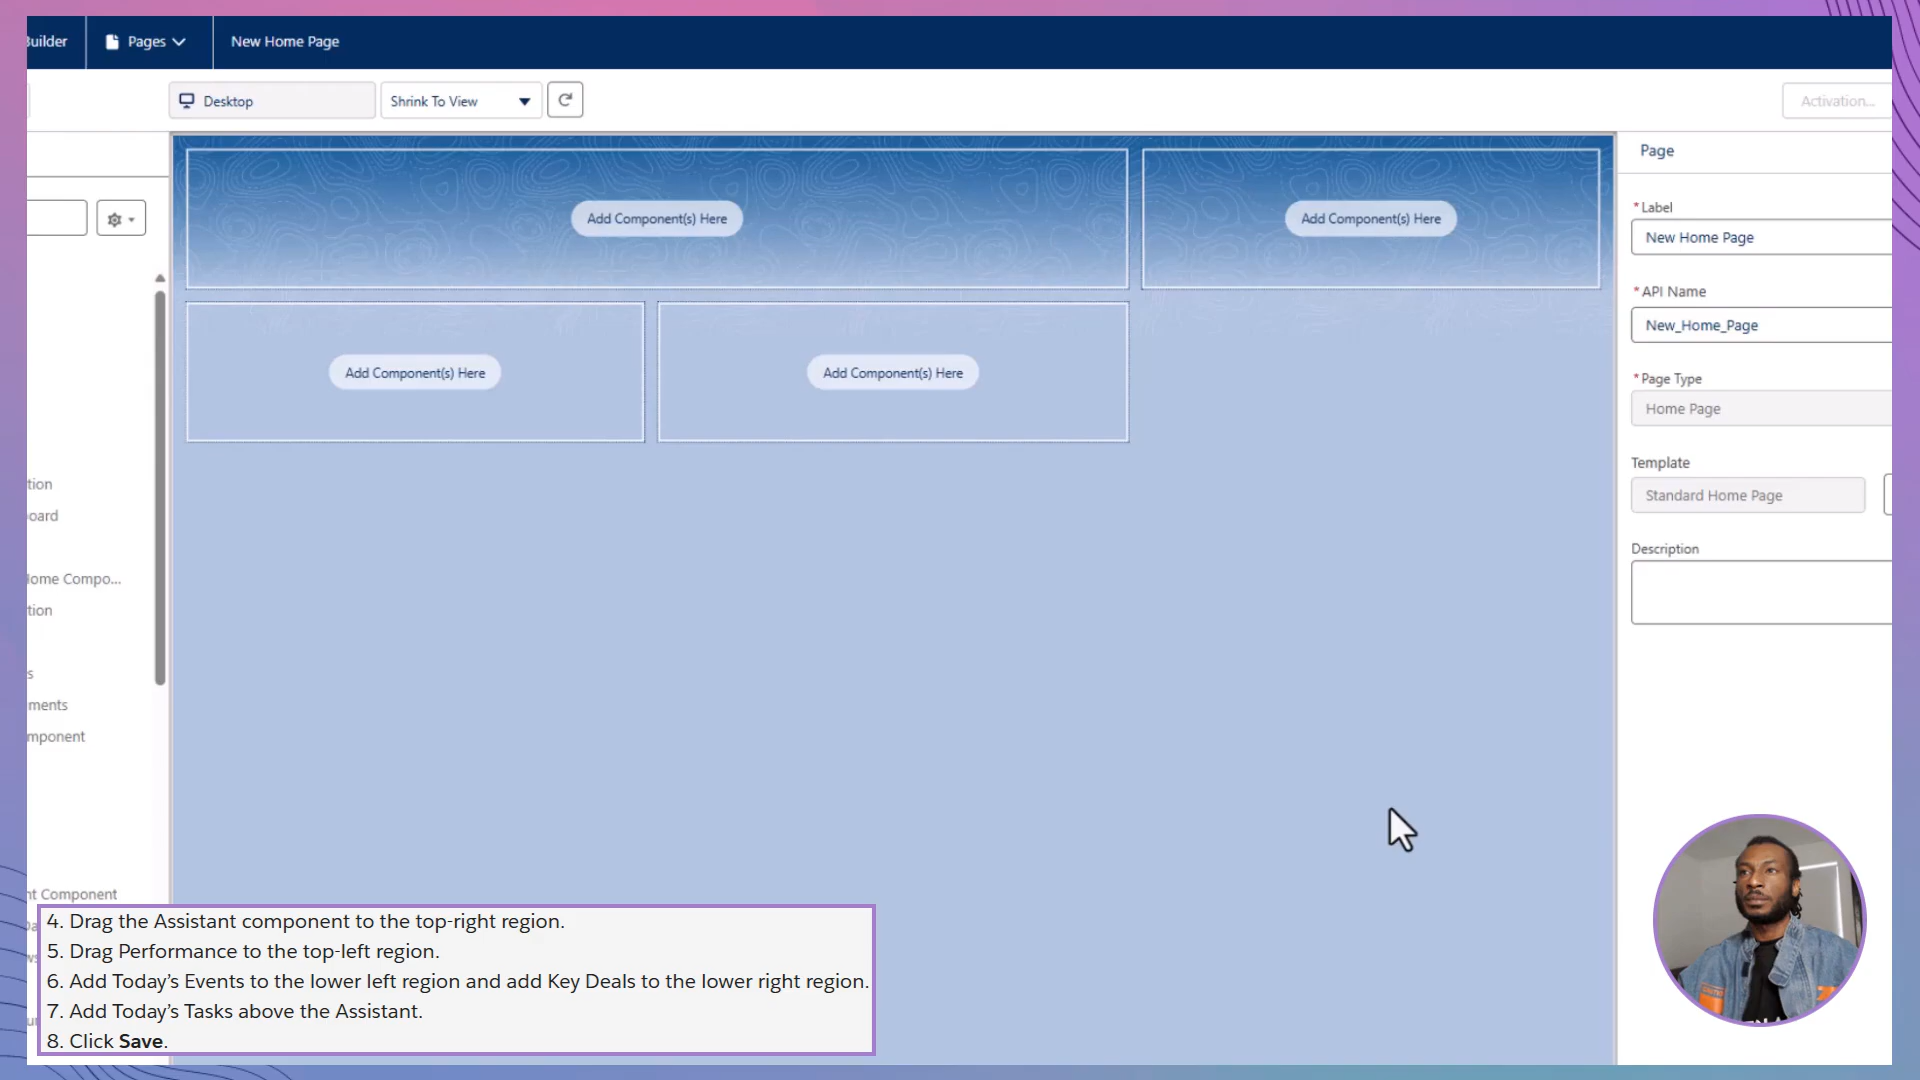 Builder
Pages
New Home Page
Desktop
Shrink To View
Activation...
Add Component(s) Here
Add Component(s) Here
Add Component(s) Here
Add Component(s) Here
Page
*Label
New Home Page
*API Name
New_Home_Page
*Page Type
Home Page
Template
Standard Home Page
Description
tion
oard
ome Compo...
tion
s
ments
mponent
nt Component
4. Drag the Assistant component to the top-right region.
5. Drag Performance to the top-left region.
6. Add Today’s Events to the lower left region and add Key Deals to the lower right region.
7. Add Today’s Tasks above the Assistant.
8. Click Save.